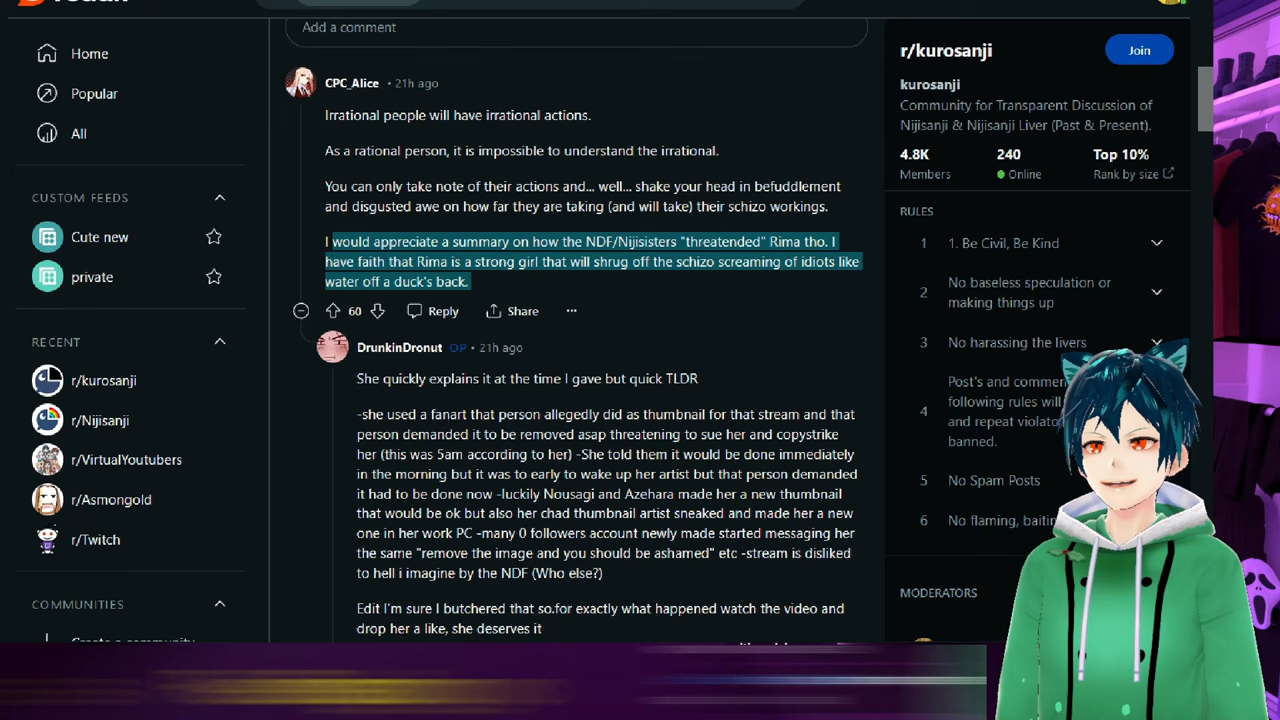 Add a comment
Home
Popular
All
CUSTOM FEEDS
Cute new
private
RECENT
r/kurosanji
r/Nijisanji
r/VirtualYoutubers
r/Asmongold
r/Twitch
COMMUNITIES
CPC_Alice • 21h ago
Irrational people will have irrational actions.
As a rational person, it is impossible to understand the irrational.
You can only take note of their actions and... well... shake your head in befuddlement
and disgusted awe on how far they are taking (and will take) their schizo workings.
I would appreciate a summary on how the NDF/Nijisisters "threatended" Rima tho. I
have faith that Rima is a strong girl that will shrug off the schizo screaming of idiots like
water off a duck's back.
60 Reply Share ...
DrunkinDronut OP • 21h ago
She quickly explains it at the time I gave but quick TLDR
-she used a fanart that person allegedly did as thumbnail for that stream and that
person demanded it to be removed asap threatening to sue her and copystrike
her (this was 5am according to her) -She told them it would be done immediately
in the morning but it was to early to wake up her artist but that person demanded
it had to be done now -luckily Nousagi and Azehara made her a new thumbnail
that would be ok but also her chad thumbnail artist sneaked and made her a new
one in her work PC -many 0 followers account newly made started messaging her
the same "remove the image and you should be ashamed" etc -stream is disliked
to hell i imagine by the NDF (Who else?)
Edit I'm sure I butchered that so.for exactly what happened watch the video and
drop her a like, she deserves it
r/kurosanji
Join
kurosanji
Community for Transparent Discussion of
Nijisanji & Nijisanji Liver (Past & Present).
4.8K 240 Top 10%
Members Online Rank by size
RULES
1 1. Be Civil, Be Kind
2 No baseless speculation or
making things up
3 No harassing the livers
4 Post's and
following rules will
and repeat
banned.
5 No Spam Posts
6 No flaming,
MODERATORS